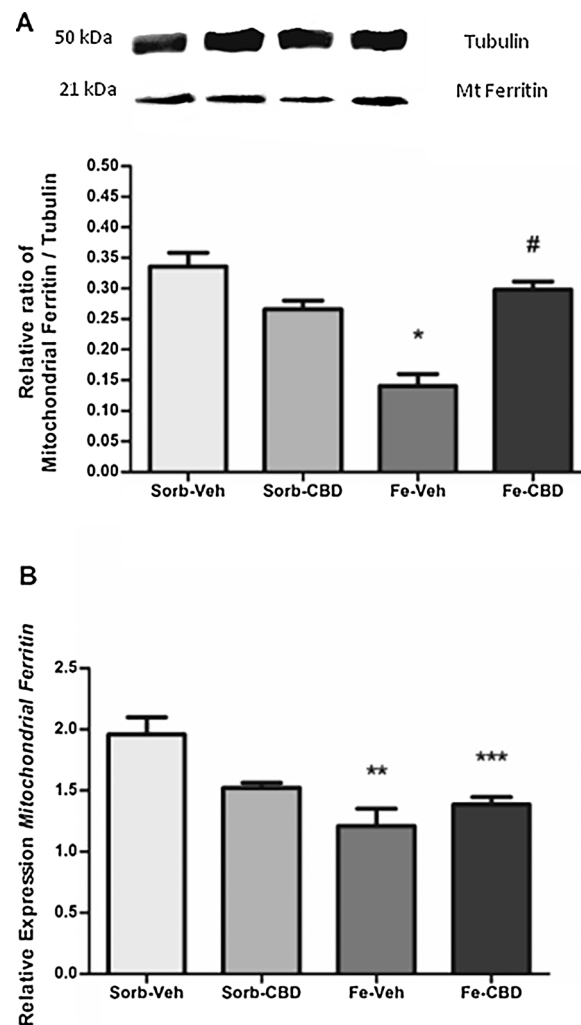 A
50 kDa
Tubulin
21 kDa
Mt Ferritin
Relative ratio of
Mitochondrial Ferritin / Tubulin
0.50
0.45
0.40
0.35
0.30
0.25
0.20
0.15
0.10
0.05
0.00
*
#
Sorb-Veh
Sorb-CBD
Fe-Veh
Fe-CBD
B
Relative Expression Mitochondrial Ferritin
2.5
2.0
1.5
1.0
0.5
0.0
**
***
Sorb-Veh
Sorb-CBD
Fe-Veh
Fe-CBD